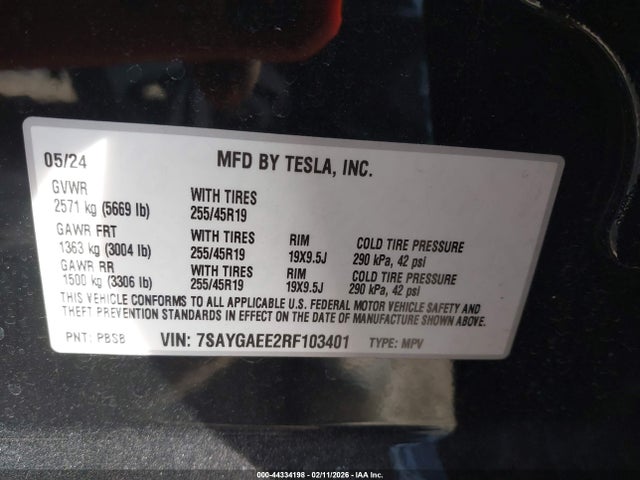 05/24 MFD BY TESLA, INC.
GVWR
2571 kg (5669 lb) WITH TIRES 255/45R19
GAWR FRT
1363 kg (3004 lb) WITH TIRES 255/45R19 RIM 19X9.5J COLD TIRE PRESSURE 290 kPa, 42 psi
GAWR RR
1500 kg (3306 lb) WITH TIRES 255/45R19 RIM 19X9.5J COLD TIRE PRESSURE 290 kPa, 42 psi
THIS VEHICLE CONFORMS TO ALL APPLICABLE U.S. FEDERAL MOTOR VEHICLE SAFETY AND
THEFT PREVENTION STANDARDS IN EFFECT ON THE DATE OF MANUFACTURE SHOWN ABOVE.
PNT: PBSB VIN: 7SAYGAEE2RF103401 TYPE: MPV
000-44334198 - 02/11/2026 - IAA Inc.